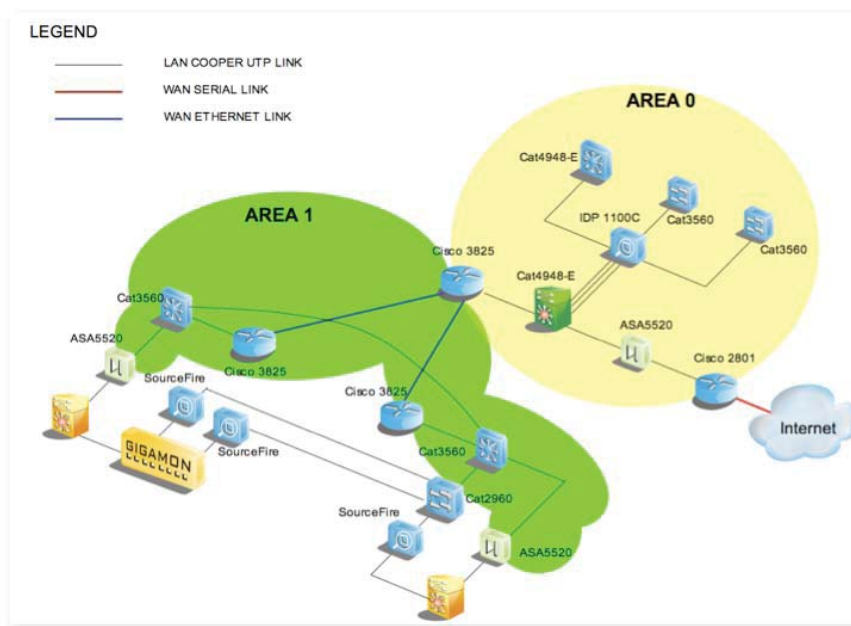 LEGEND
LAN COOPER UTP LINK
WAN SERIAL LINK
WAN ETHERNET LINK
AREA 0
Cat4948-E
IDP 1100C
Cat3560
Cat3560
AREA 1
Cisco 3825
Cat4948-E
Cat3560
ASA5520
ASA5520
Cisco 3825
Cisco 2801
SourceFire
Cisco 3825
Internet
SourceFire
GIGAMON
Cat3560
Cat2960
SourceFire
ASA5520